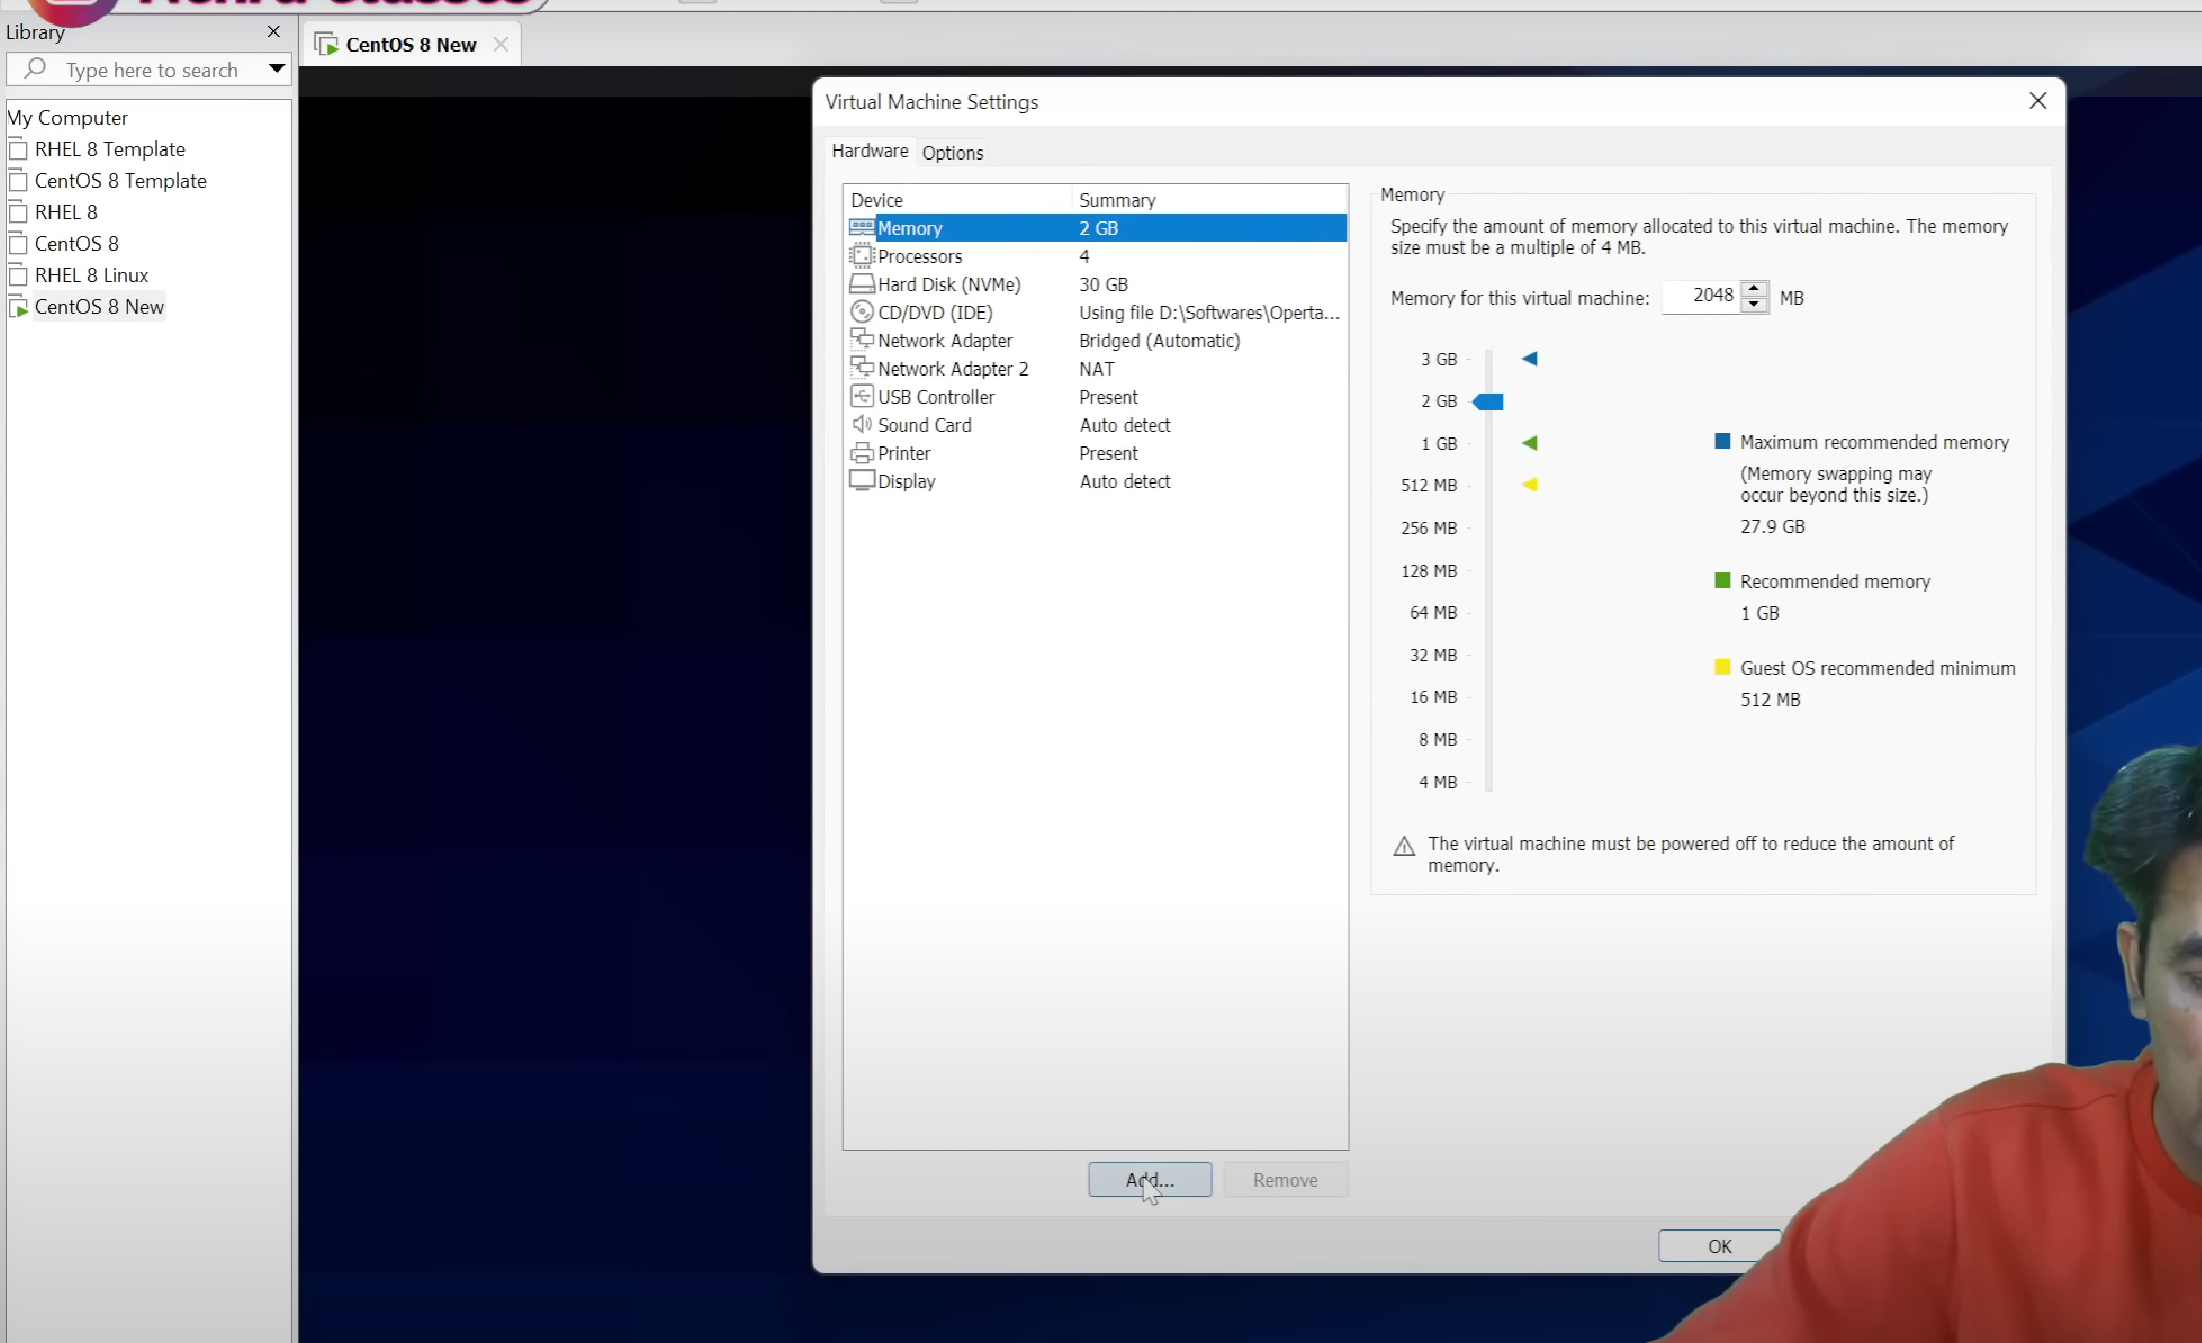 Library
Type here to search
My Computer
RHEL 8 Template
CentOS 8 Template
RHEL 8
CentOS 8
RHEL 8 Linux
CentOS 8 New
CentOS 8 New
Virtual Machine Settings
Hardware
Options
Device Summary
Memory 2 GB
Processors 4
Hard Disk (NVMe) 30 GB
CD/DVD (IDE) Using file D:\Softwares\Operta...
Network Adapter Bridged (Automatic)
Network Adapter 2 NAT
USB Controller Present
Sound Card Auto detect
Printer Present
Display Auto detect
Add...
Remove
Memory
Specify the amount of memory allocated to this virtual machine. The memory
size must be a multiple of 4 MB.
Memory for this virtual machine: 2048 MB
3 GB
2 GB
1 GB
512 MB
256 MB
128 MB
64 MB
32 MB
16 MB
8 MB
4 MB
Maximum recommended memory
(Memory swapping may
occur beyond this size.)
27.9 GB
Recommended memory
1 GB
Guest OS recommended minimum
512 MB
The virtual machine must be powered off to reduce the amount of
memory.
OK